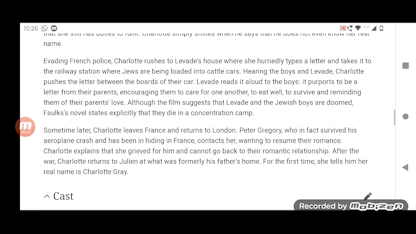 10:26
that she still has duties to fulfil. Charlotte simply smiles when he says that he does not even know her real
name.
Evading French police, Charlotte rushes to Levade's house where she hurriedly types a letter and takes it to
the railway station where Jews are being loaded into cattle cars. Hearing the boys and Levade, Charlotte
pushes the letter between the boards of their car. Levade reads it aloud to the boys: it purports to be a
letter from their parents, encouraging them to care for one another, to eat well, to survive and reminding
them of their parents' love. Although the film suggests that Levade and the Jewish boys are doomed,
Faulks's novel states explicitly that they die in a concentration camp.
Sometime later, Charlotte leaves France and returns to London. Peter Gregory, who in fact survived his
aeroplane crash and has been in hiding in France, contacts her, wanting to resume their romance.
Charlotte explains that she grieved for him and cannot go back to their romantic relationship. After the
war, Charlotte returns to Julien at what was formerly his father's home. For the first time, she tells him her
real name is Charlotte Gray.
Cast
Recorded by MOBIZEN